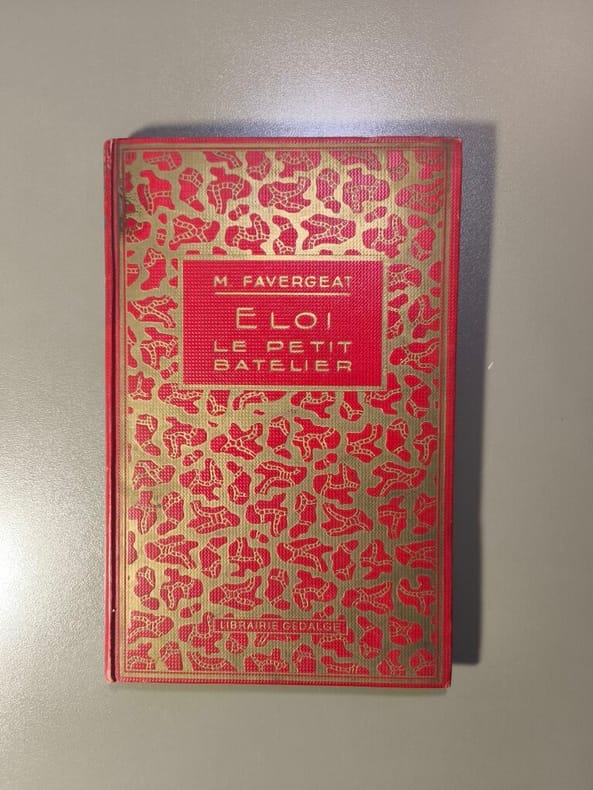 M. FAVERGEAT
ELOI
LE PETIT
BATELIER
LIBRAIRIE GEDALGE